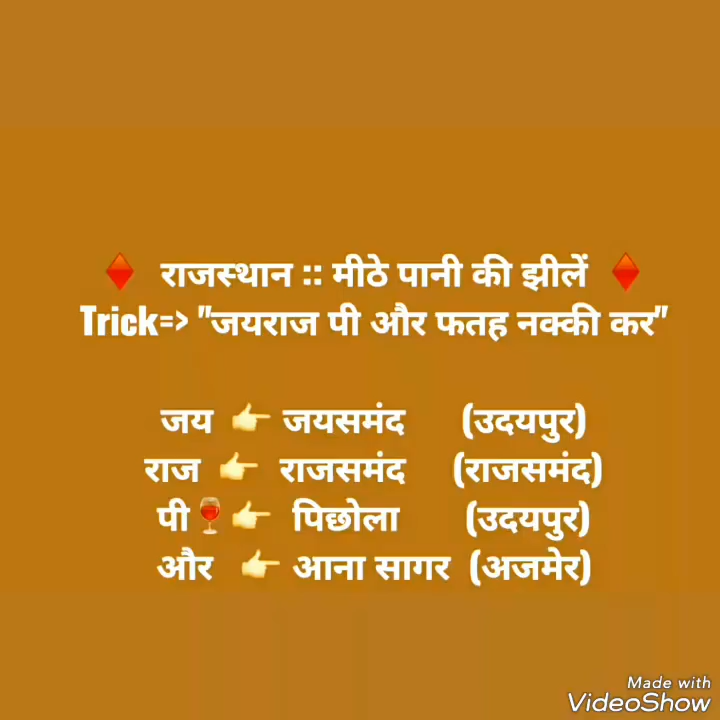 ♦ राजस्थान :: मीठे पानी की झीलें ♦
Trick=> "जयराज पी और फतह नक्की कर"
जय 👉 जयसमंद (उदयपुर)
राज 👉 राजसमंद (राजसमंद)
पी🍷👉 पिछोला (उदयपुर)
और 👉 आना सागर (अजमेर)
Made with
VideoShow